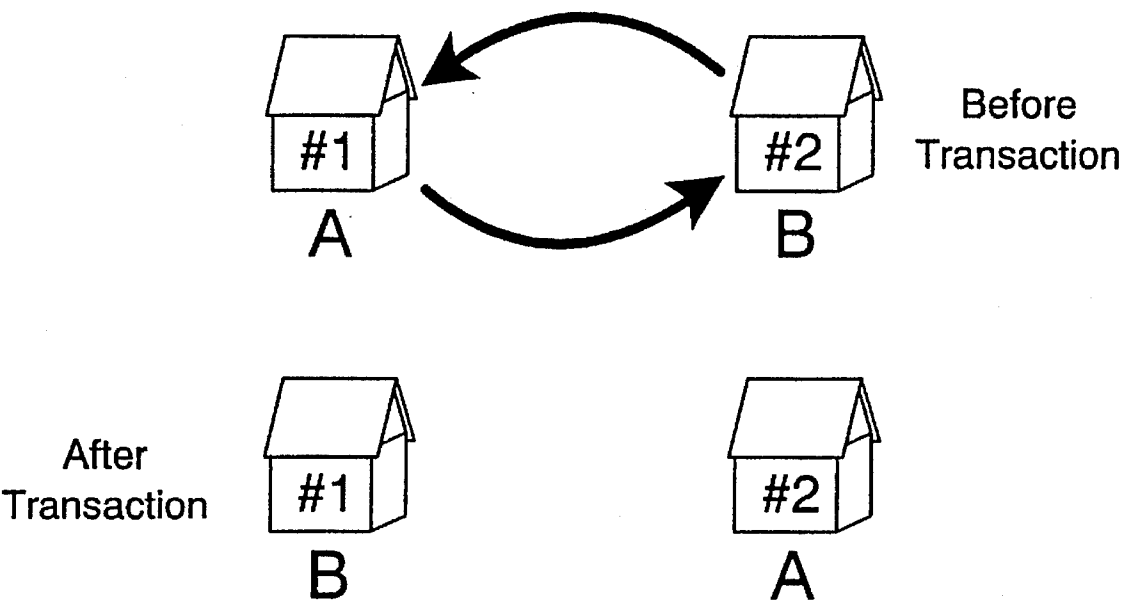 #1
#2
Before
Transaction
A
B
After
Transaction
#1
#2
B
A